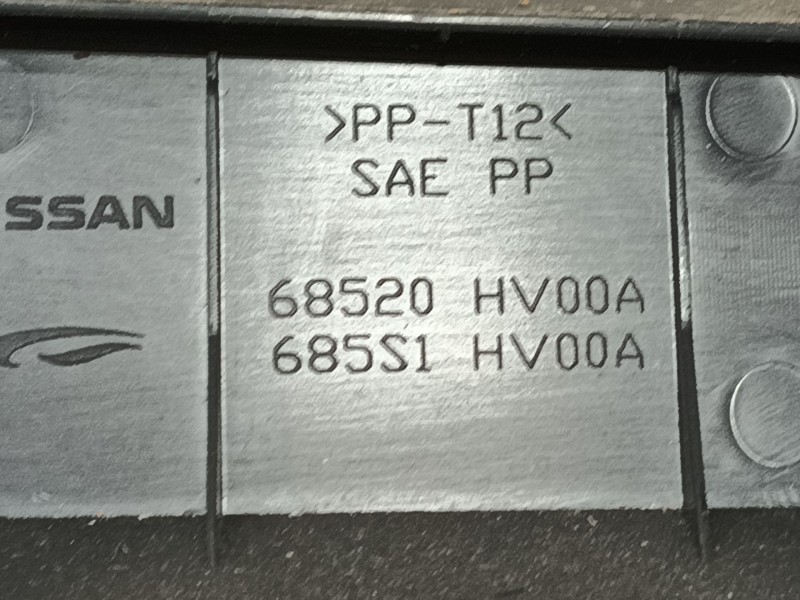 >PP-T12<
SAE PP
SSAN
68520 HV00A
685S1 HV00A